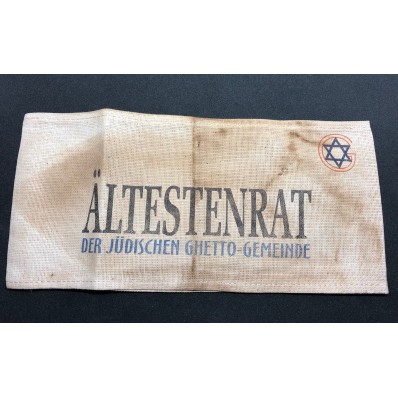 ÄLTESTENRAT
DER JÜDISCHEN GHETTO-GEMEINDE